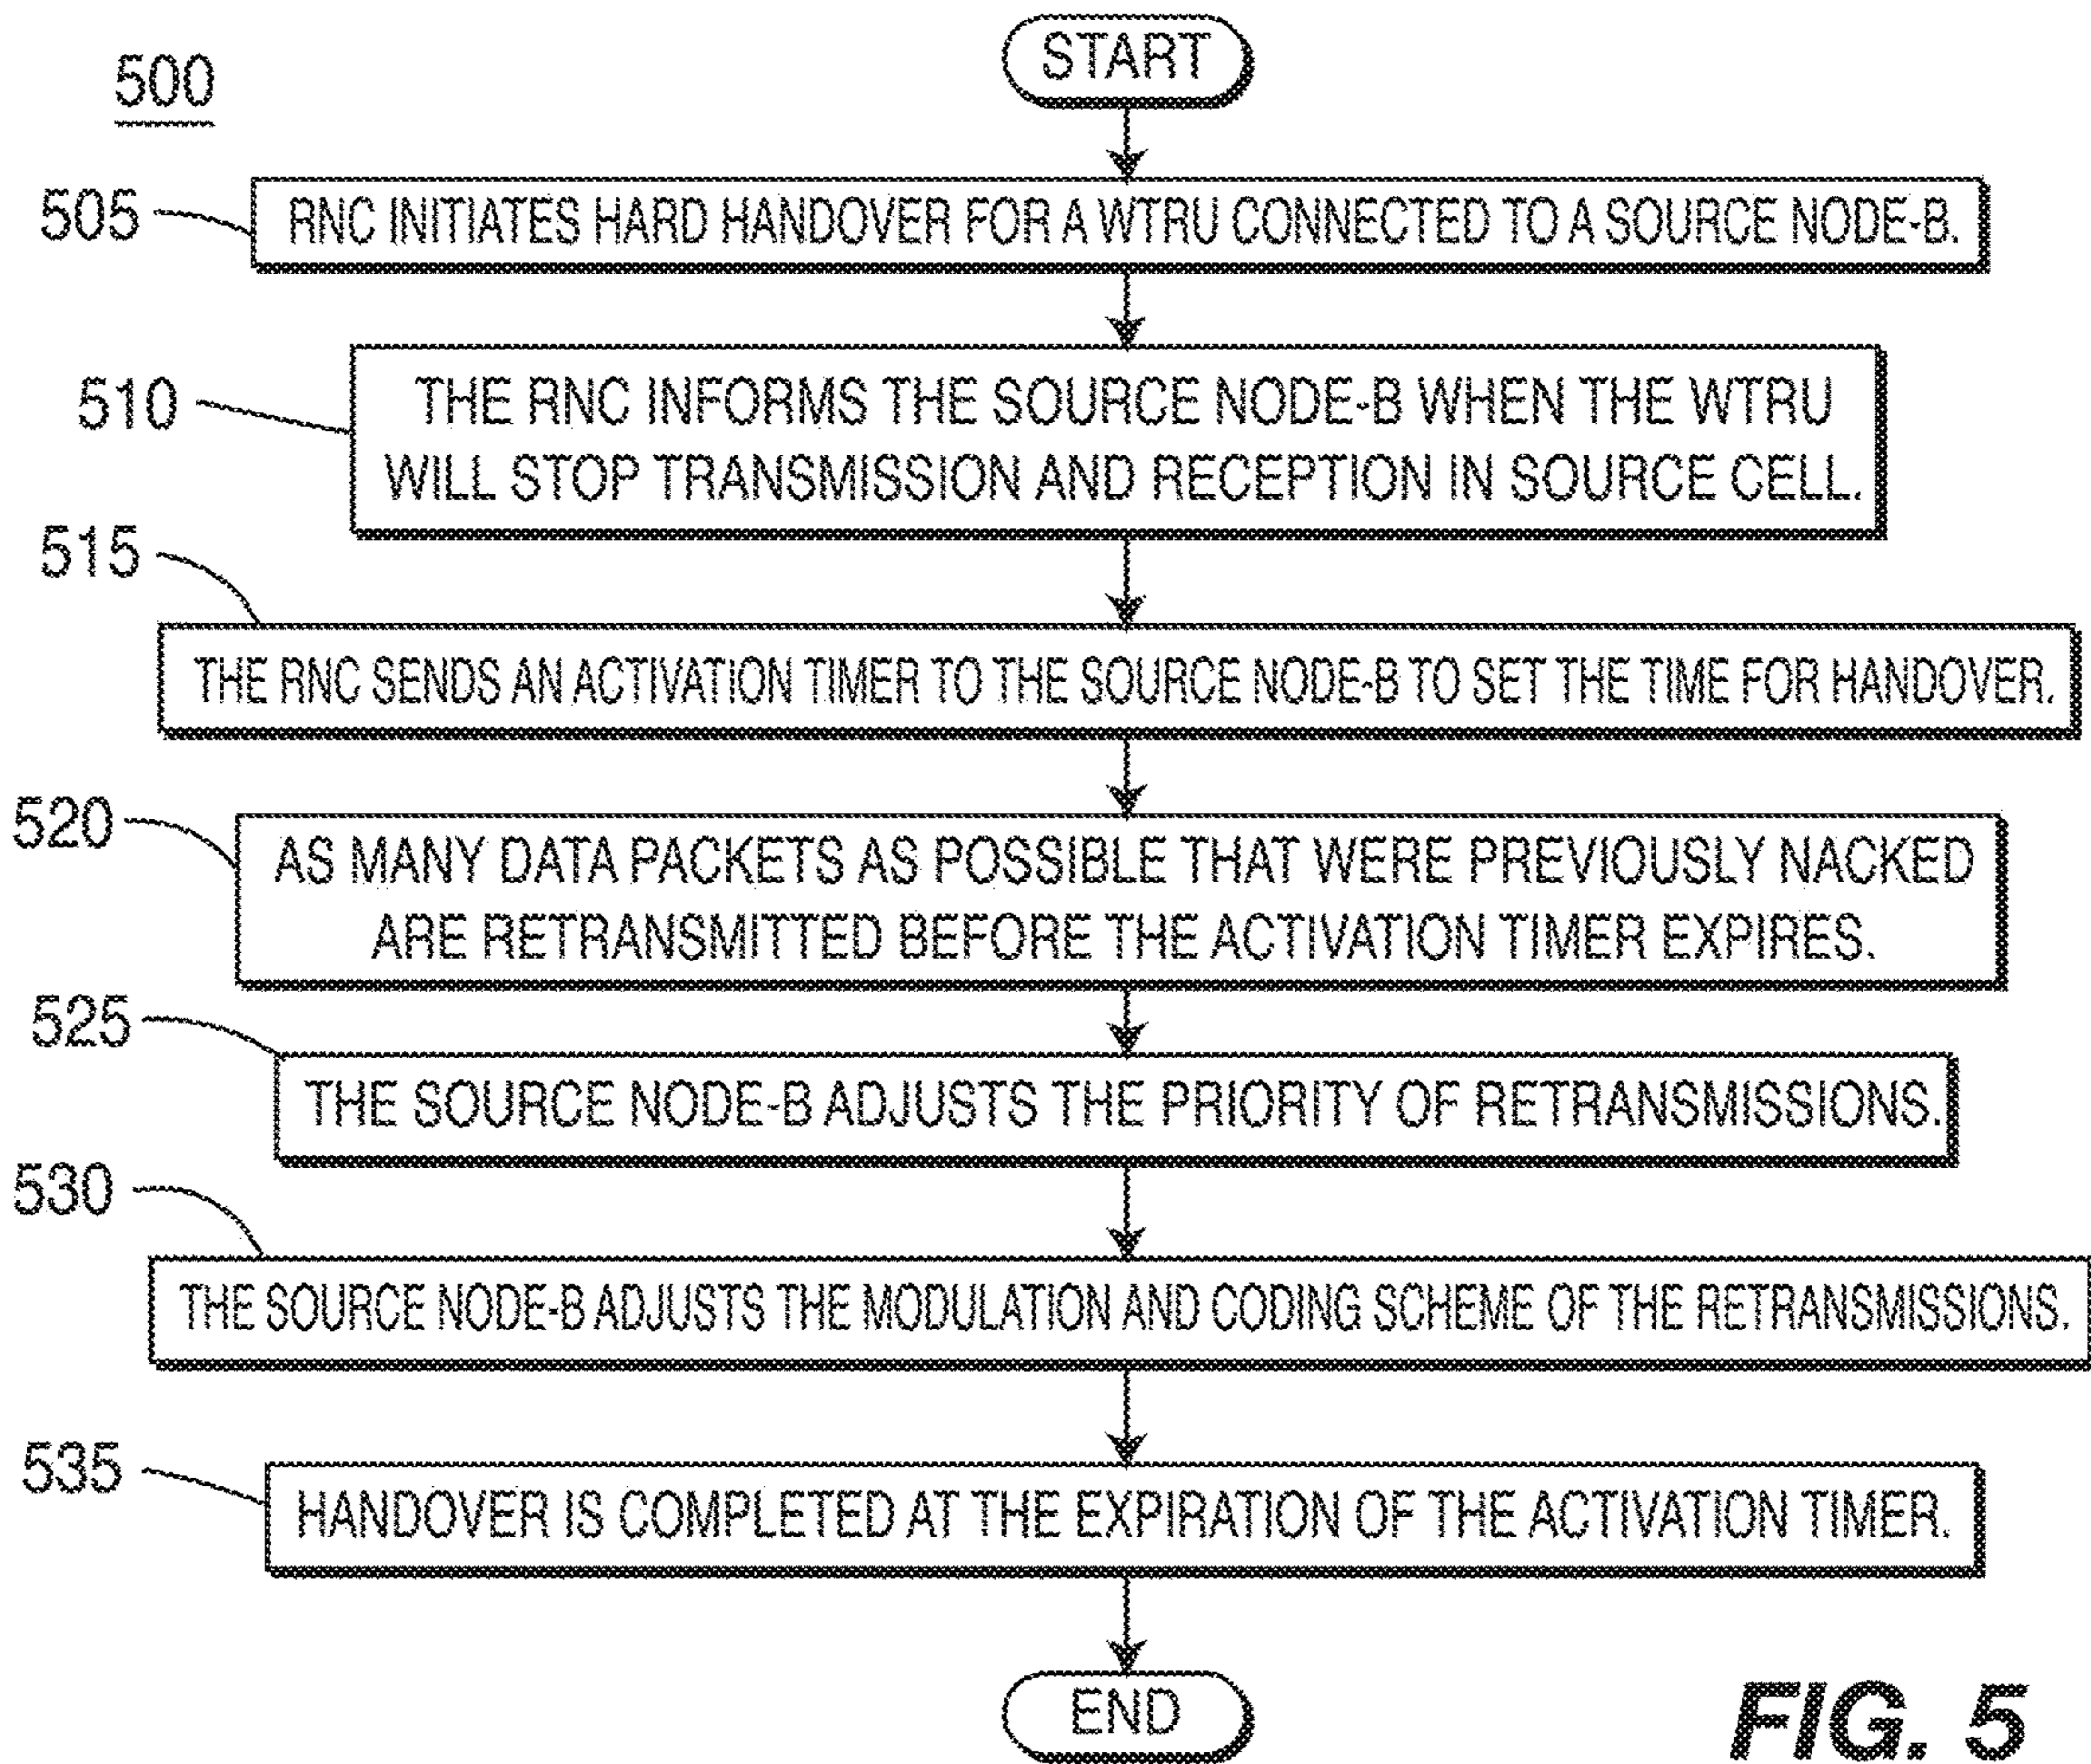 START
500
505
RNC INITIATES HARD HANDOVER FOR A WTRU CONNECTED TO A SOURCE NODE-B.
510
THE RNC INFORMS THE SOURCE NODE-B WHEN THE WTRU
WILL STOP TRANSMISSION AND RECEPTION IN SOURCE CELL.
515
THE RNC SENDS AN ACTIVATION TIMER TO THE SOURCE NODE-B TO SET THE TIME FOR HANDOVER.
520
AS MANY DATA PACKETS AS POSSIBLE THAT WERE PREVIOUSLY NACKED
ARE RETRANSMITTED BEFORE THE ACTIVATION TIMER EXPIRES.
525
THE SOURCE NODE-B ADJUSTS THE PRIORITY OF RETRANSMISSIONS.
530
THE SOURCE NODE-B ADJUSTS THE MODULATION AND CODING SCHEME OF THE RETRANSMISSIONS.
535
HANDOVER IS COMPLETED AT THE EXPIRATION OF THE ACTIVATION TIMER.
END
FIG. 5